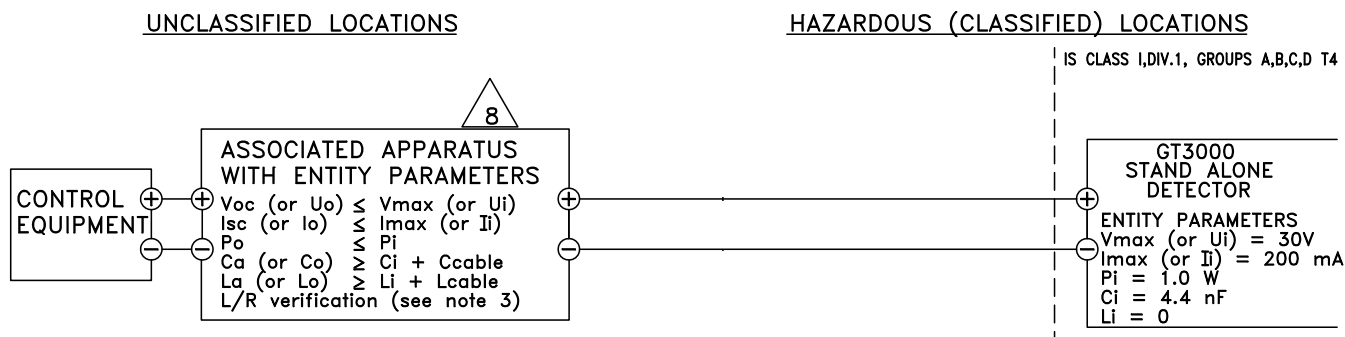 UNCLASSIFIED LOCATIONS
HAZARDOUS (CLASSIFIED) LOCATIONS
IS CLASS I,DIV.1, GROUPS A,B,C,D T4
8
CONTROL
EQUIPMENT
+
−
+
−
ASSOCIATED APPARATUS
WITH ENTITY PARAMETERS
Voc (or Uo) ≤ Vmax (or Ui)
Isc (or Io) ≤ Imax (or Ii)
Po ≤ Pi
Ca (or Co) ≥ Ci + Ccable
La (or Lo) ≥ Li + Lcable
L/R verification (see note 3)
+
−
+
−
GT3000
STAND ALONE
DETECTOR
ENTITY PARAMETERS
Vmax (or Ui) = 30V
Imax (or Ii) = 200 mA
Pi = 1.0 W
Ci = 4.4 nF
Li = 0